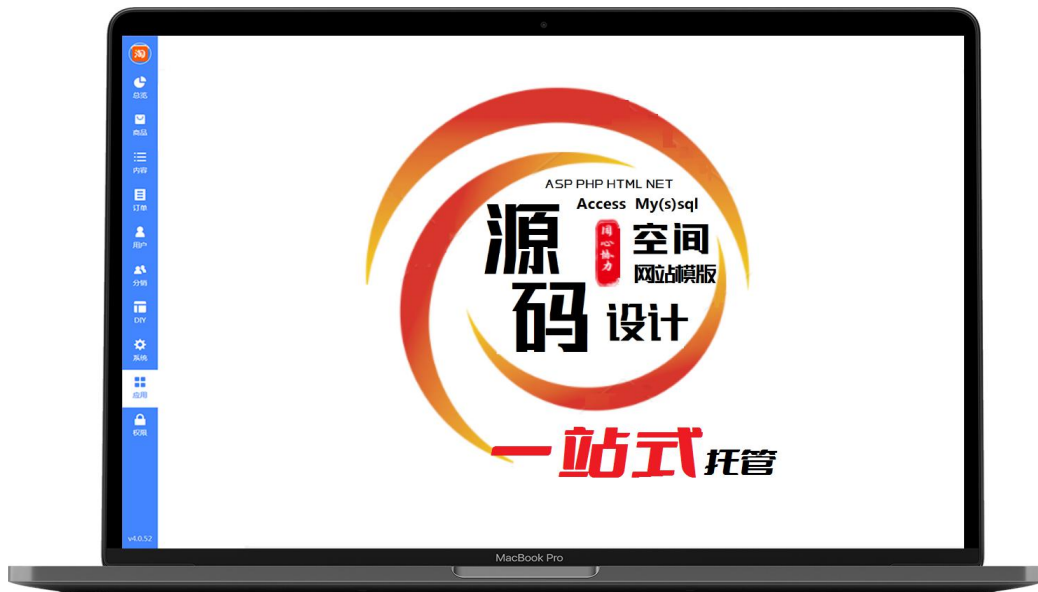 淘
总览
商品
内容
订单
用户
分销
DIY
系统
应用
权限
v4.0.52
ASP PHP HTML NET
Access My(s)sql
源码
用心协力
空间
网站模版
设计
一站式托管
MacBook Pro